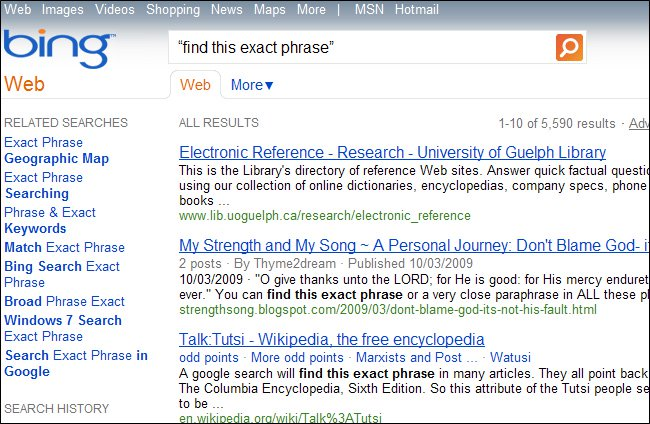 Web Images Videos Shopping News Maps More | MSN Hotmail
bing™
“find this exact phrase”
Web
Web More▼
RELATED SEARCHES
Exact Phrase
Geographic Map
Exact Phrase
Searching
Phrase & Exact
Keywords
Match Exact Phrase
Bing Search Exact
Phrase
Broad Phrase Exact
Windows 7 Search
Exact Phrase
Search Exact Phrase in
Google
SEARCH HISTORY
ALL RESULTS
1-10 of 5,590 results · Adv
Electronic Reference - Research - University of Guelph Library
This is the Library's directory of reference Web sites. Answer quick factual questi
using our collection of online dictionaries, encyclopedias, company specs, phone
books ...
www.lib.uoguelph.ca/research/electronic_reference
My Strength and My Song ~ A Personal Journey: Don't Blame God- it
2 posts · By Thyme2dream · Published 10/03/2009
10/03/2009 · "O give thanks unto the LORD; for He is good: for His mercy enduret
ever." You can find this exact phrase or a very close paraphrase in ALL these pl
strengthsong.blogspot.com/2009/03/dont-blame-god-its-not-his-fault.html
Talk:Tutsi - Wikipedia, the free encyclopedia
odd points · More odd points · Marxists and Post ... · Watusi
A google search will find this exact phrase in many articles. They all point back
The Columbia Encyclopedia, Sixth Edition. So this attribute of the Tutsi people se
to be ...
en.wikipedia.org/wiki/Talk%3ATutsi